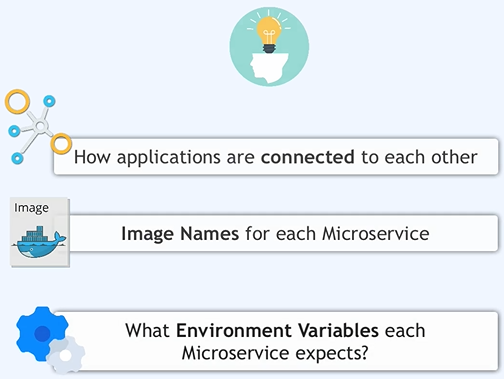 How applications are connected to each other
Image
Image Names for each Microservice
What Environment Variables each
Microservice expects?